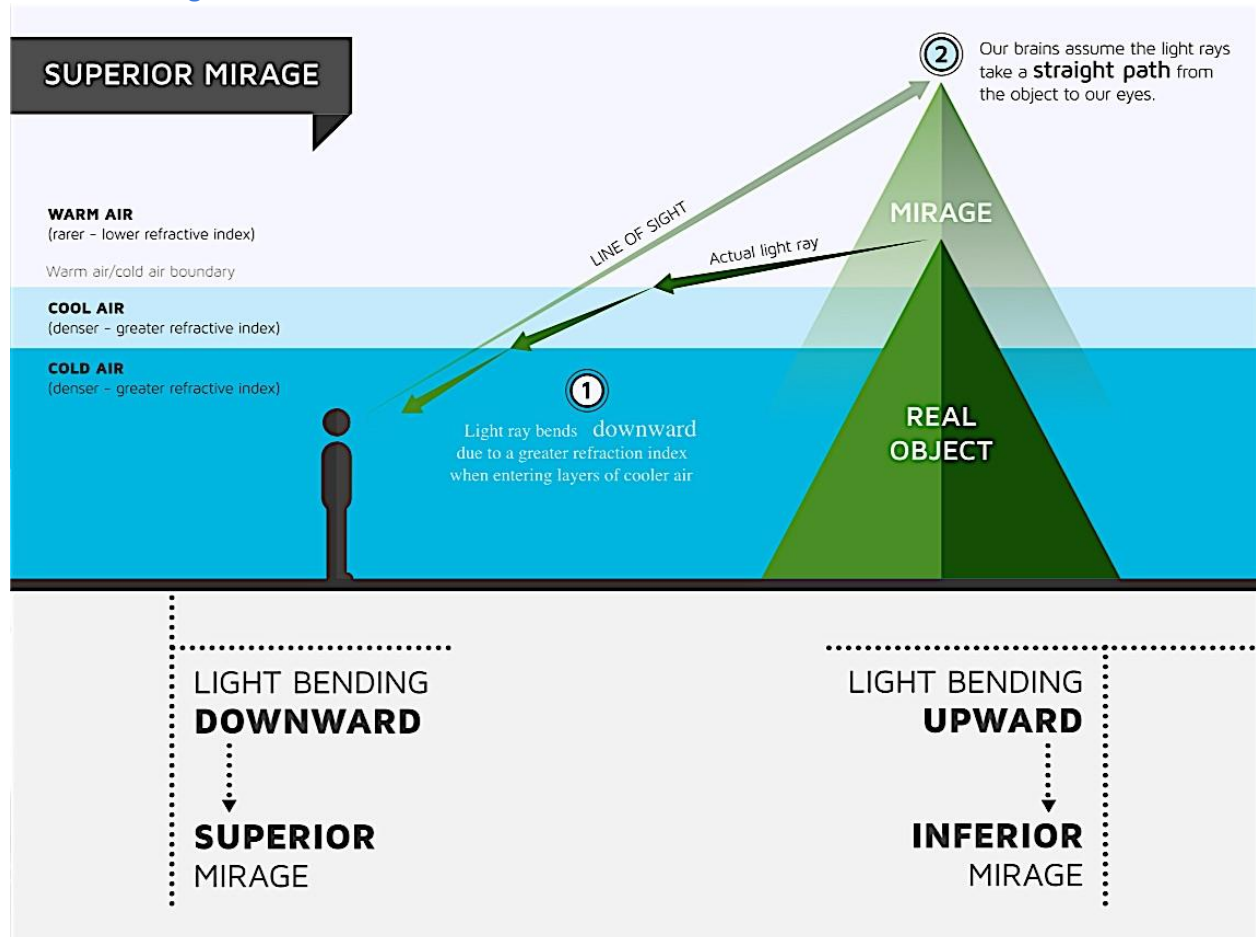 SUPERIOR MIRAGE
2
Our brains assume the light rays
take a straight path from
the object to our eyes.
WARM AIR
(rarer – lower refractive index)
Warm air/cold air boundary
COOL AIR
(denser – greater refractive index)
COLD AIR
(denser – greater refractive index)
LINE OF SIGHT
Actual light ray
MIRAGE
1
Light ray bends downward
due to a greater refraction index
when entering layers of cooler air
REAL
OBJECT
LIGHT BENDING
DOWNWARD
SUPERIOR
MIRAGE
LIGHT BENDING
UPWARD
INFERIOR
MIRAGE